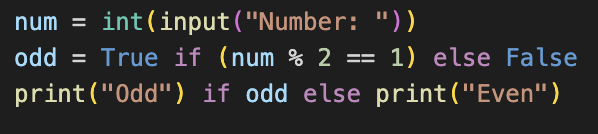 num = int(input("Number: "))
odd = True if (num % 2 == 1) else False
print("Odd") if odd else print("Even")